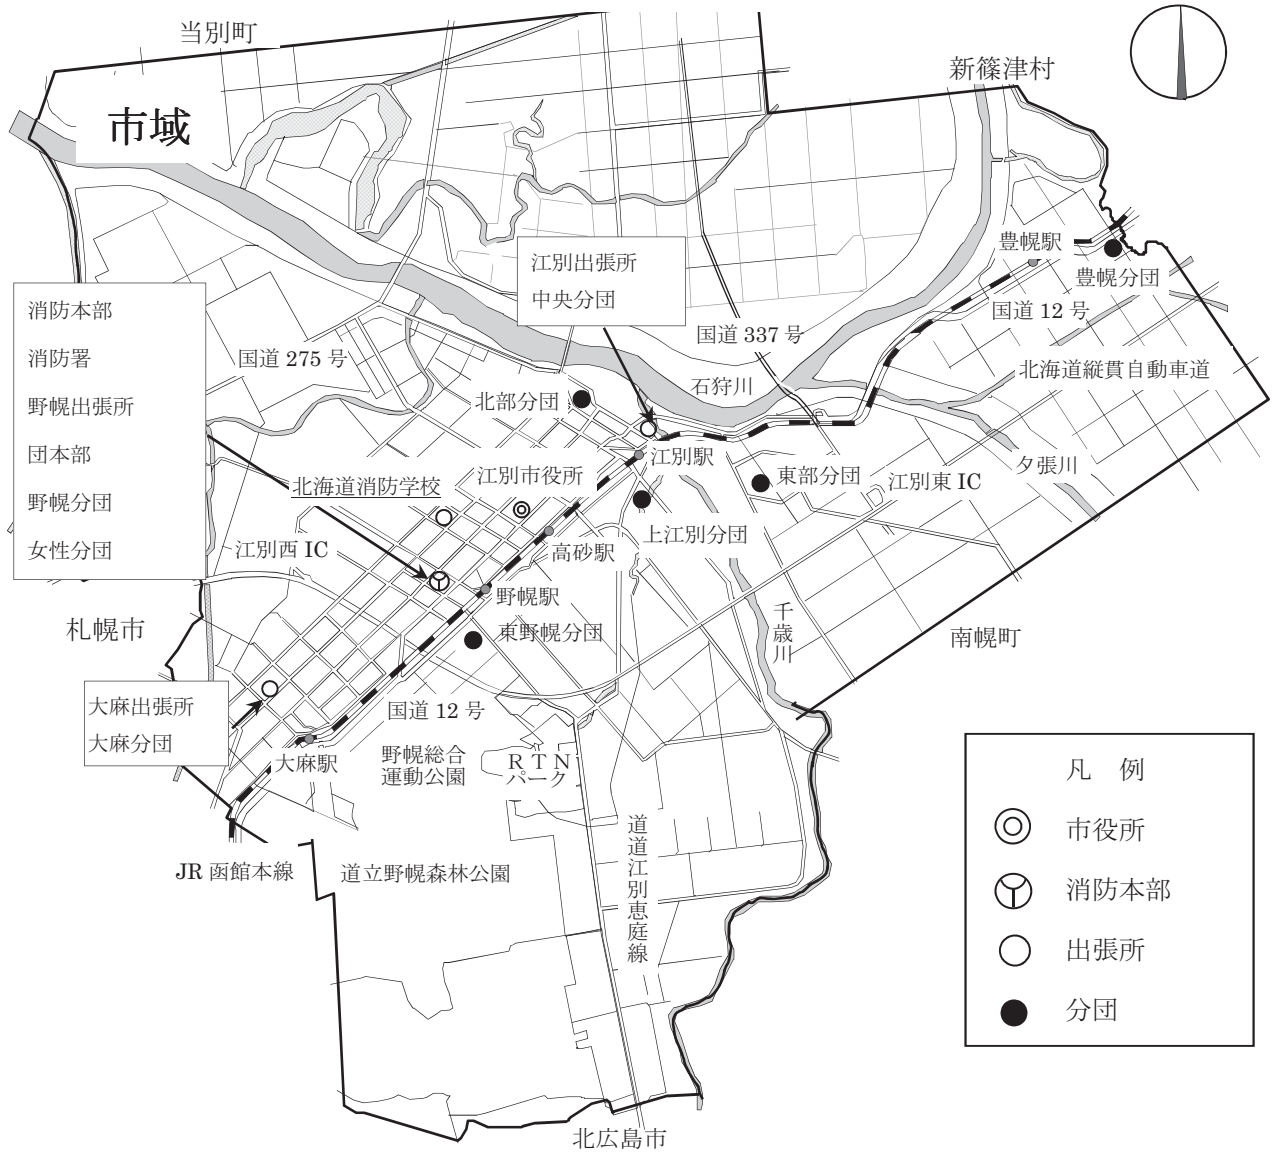 当別町
新篠津村
市域
江別出張所
中央分団
豊幌駅
豊幌分団
国道 12 号
消防本部
消防署
野幌出張所
団本部
野幌分団
女性分団
国道 275 号
国道 337 号
石狩川
北海道縦貫自動車道
北部分団
江別駅
東部分団
江別東 IC
夕張川
北海道消防学校
江別市役所
江別西 IC
高砂駅
上江別分団
野幌駅
東野幌分団
千歳川
札幌市
南幌町
大麻出張所
大麻分団
国道 12 号
大麻駅
野幌総合
運動公園
ＲＴＮ
パーク
道道江別恵庭線
JR 函館本線
道立野幌森林公園
北広島市
凡　例
市役所
消防本部
出張所
分団